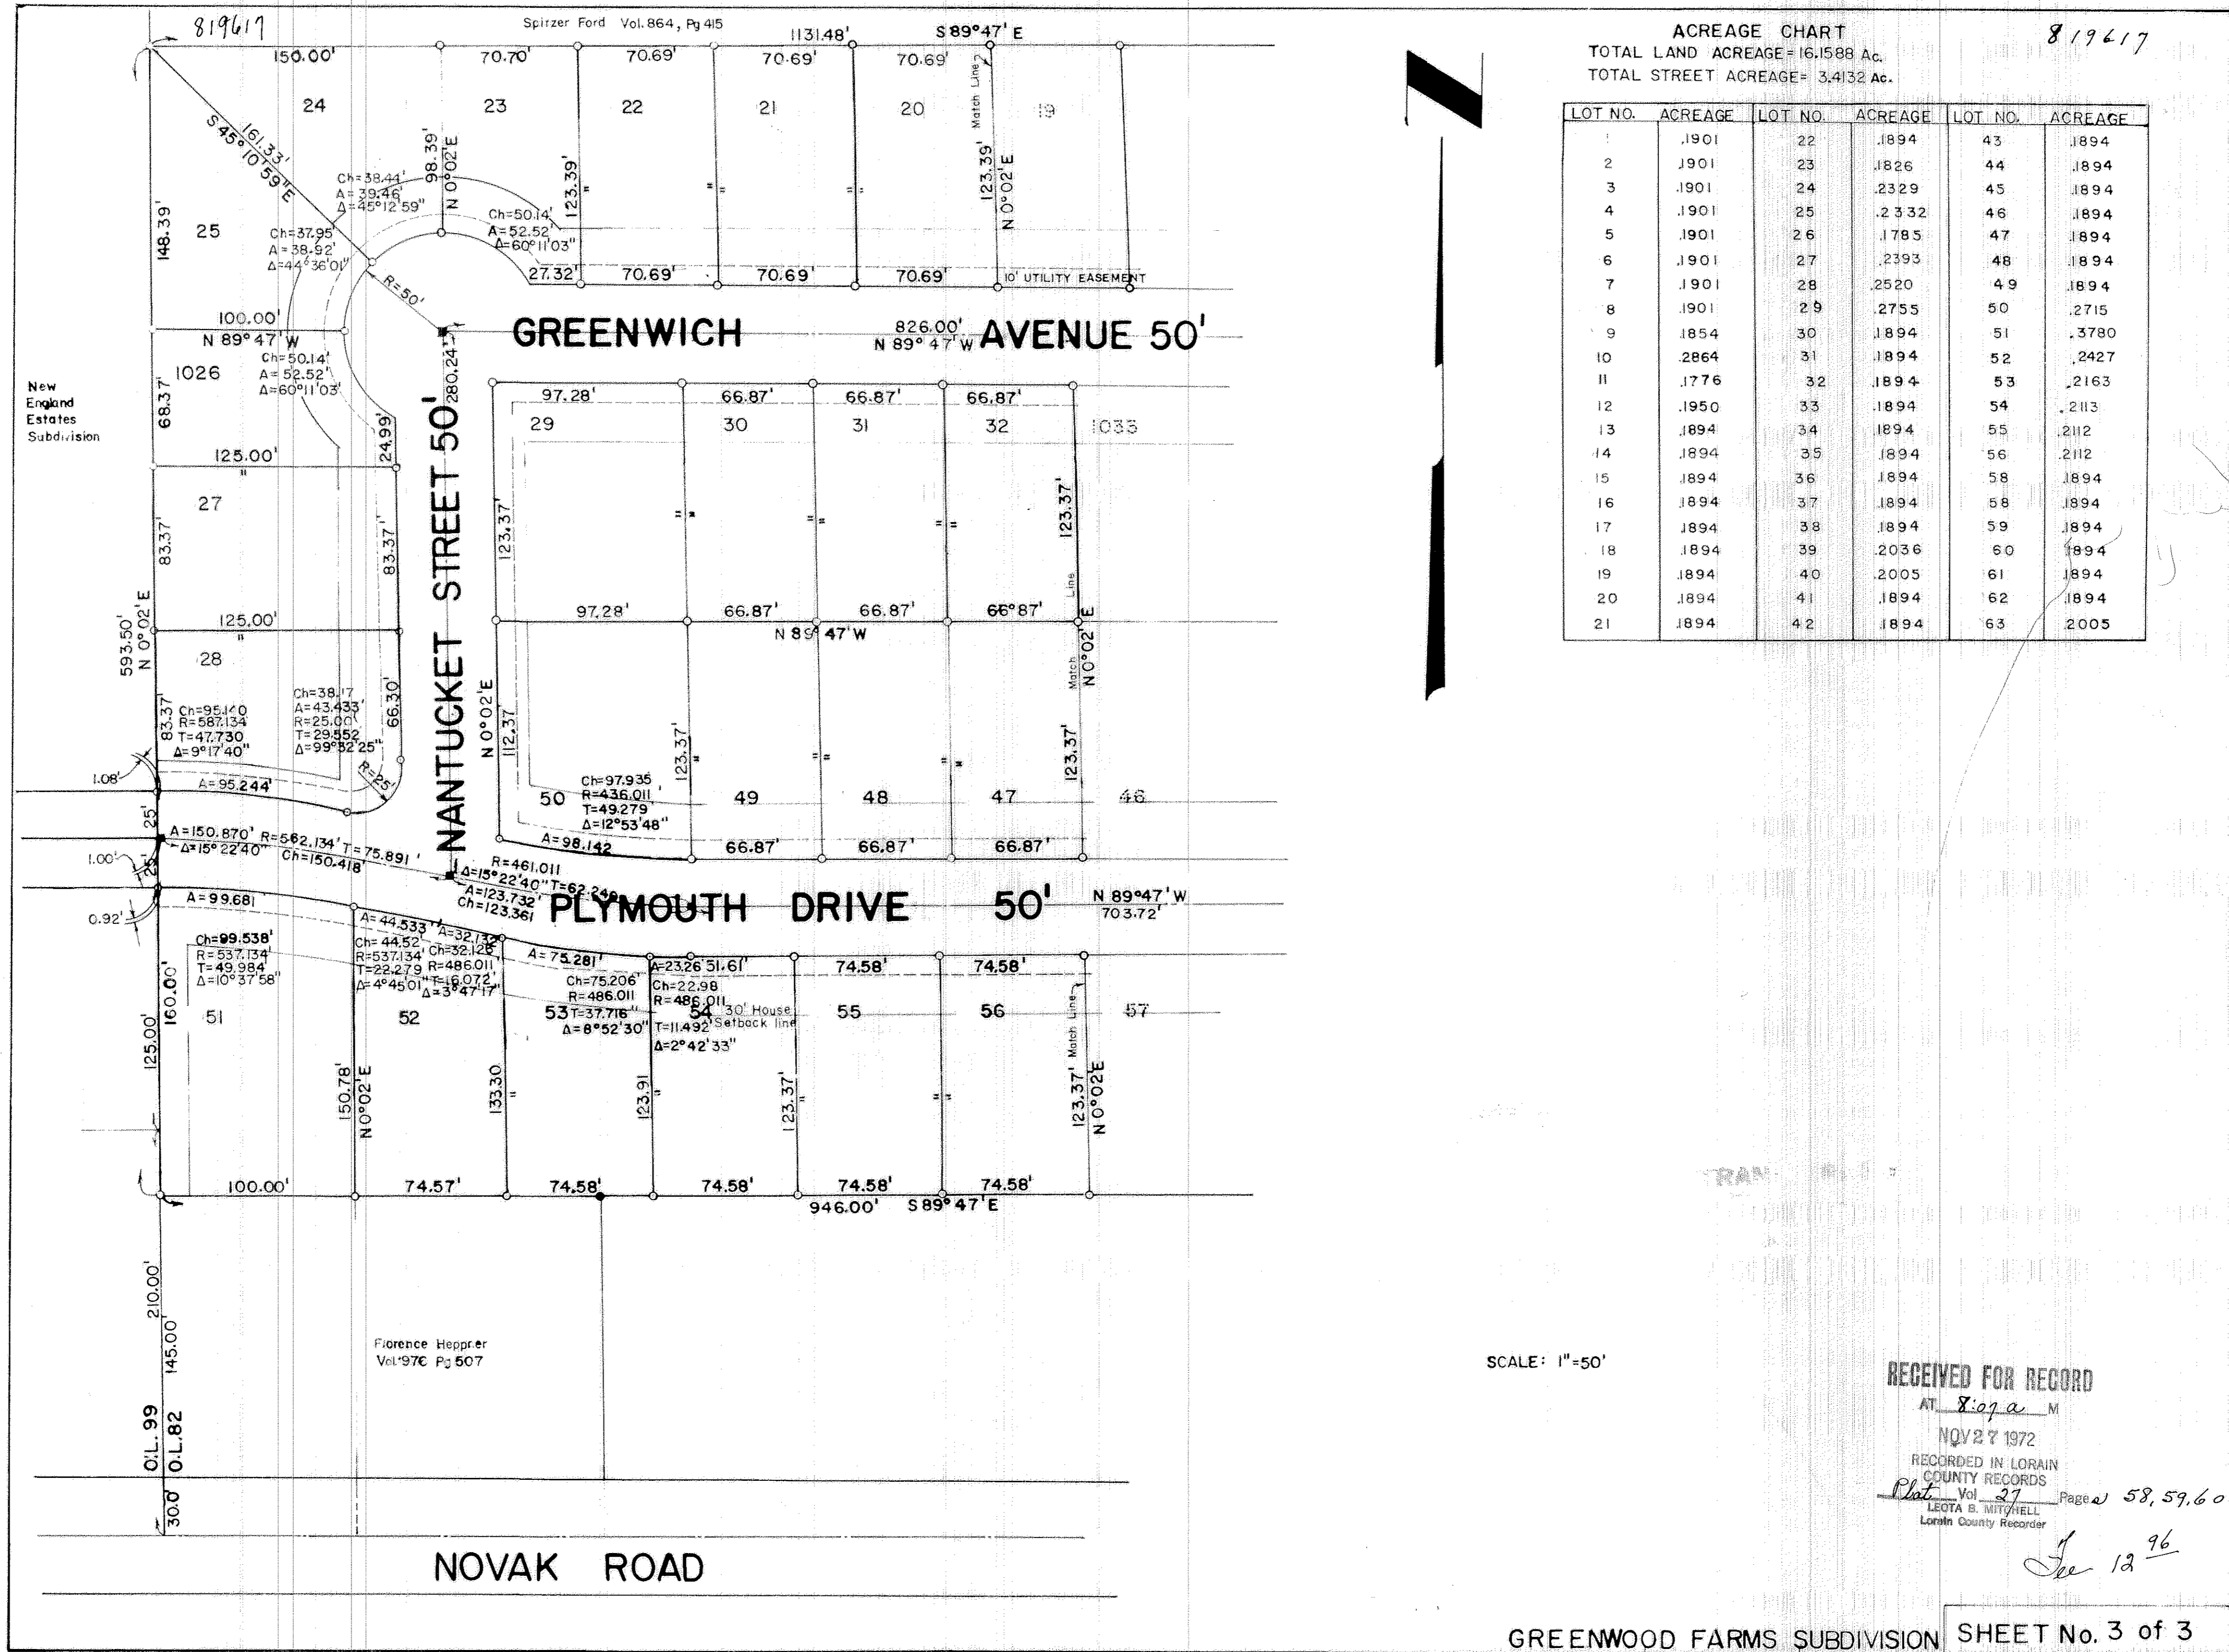 819617
Spitzer Ford Vol. 864, Pg 415
1131.48' S 89°47' E
150.00' 70.70' 70.69' 70.69' 70.69'
24 23 22 21 20 19
Match Line
161.33'
S 45°10'59"E
98.39'
N 0°02'E
123.39'
123.39'
N 0°02'E
148.39'
25
Ch=38.44'
A=39.46'
Δ=45°12'59"
Ch=50.14'
A=52.52'
Δ=60°11'03"
Ch=37.95'
A=38.92'
Δ=44°36'01"
R=50'
27.32' 70.69' 70.69' 70.69' 10' UTILITY EASEMENT
100.00'
N 89°47'W
GREENWICH 826.00' AVENUE 50'
N 89°47'W
280.24'
Ch=50.14'
A=52.52'
Δ=60°11'03"
1026
New
England
Estates
Subdivision
68.37'
24.99'
97.28' 66.87' 66.87' 66.87'
29 30 31 32 1033
125.00'
"
27
83.37'
83.37'
NANTUCKET STREET 50'
123.37'
123.37'
Match Line
593.50'
N 0°02'E
125.00'
"
97.28' 66.87' 66.87' 66°87'
N 89°47'W
N 0°02'E
Match Line
28
83.37'
66.30'
Ch=95.140
R=587.134'
T=47.730
Δ=9°17'40"
Ch=38.17
A=43.433'
R=25.00'
T=29.552
Δ=99°32'25"
R=25'
1.08'
A=95.244'
N 0°02'E
112.37
123.37'
123.37'
Ch=97.935
R=436.011'
T=49.279'
Δ=12°53'48"
50 49 48 47 46
A=98.142 66.87' 66.87' 66.87'
25'
A=150.870' R=562.134' T=75.891'
Δ=15°22'40" Ch=150.418'
1.00'
25'
R=461.011
Δ=15°22'40" T=62.240
A=123.732'
Ch=123.361
PLYMOUTH DRIVE 50' N 89°47'W
703.72'
0.92'
A=99.681
A=44.533' A=32.132'
A=75.281' A=23.26' 51.61' 74.58' 74.58'
Ch=99.538'
R=537.134'
T=49.984
Δ=10°37'58"
Ch=44.52'
R=537.134'
T=22.279
Δ=4°45'01"
Ch=32.126
R=486.011
T=16.072'
Δ=3°47'17"
Ch=75.206'
R=486.011
T=37.716"
Δ=8°52'30"
Ch=22.98
R=486.011
T=11.492'
Δ=2°42'33"
30' House
Setback line
Match Line
51 52 53 54 55 56 57
160.00'
125.00'
150.78'
N 0°02'E
133.30
123.91
123.37'
123.37'
N 0°02'E
100.00' 74.57' 74.58' 74.58' 74.58' 74.58'
946.00' S 89°47'E
210.00'
145.00'
Florence Heppner
Vol. 976 Pg 507
O.L. 99
O.L. 82
30.0'
NOVAK ROAD
ACREAGE CHART
819617
TOTAL LAND ACREAGE= 16.1588 Ac.
TOTAL STREET ACREAGE= 3.4132 Ac.
LOT NO. ACREAGE LOT NO. ACREAGE LOT NO. ACREAGE
1 .1901 22 .1894 43 .1894
2 .1901 23 .1826 44 .1894
3 .1901 24 .2329 45 .1894
4 .1901 25 .2332 46 .1894
5 .1901 26 .1785 47 .1894
6 .1901 27 .2393 48 .1894
7 .1901 28 .2520 49 .1894
8 .1901 29 .2755 50 .2715
9 .1854 30 .1894 51 .3780
10 .2864 31 .1894 52 .2427
11 .1776 32 .1894 53 .2163
12 .1950 33 .1894 54 .2113
13 .1894 34 .1894 55 .2112
14 .1894 35 .1894 56 .2112
15 .1894 36 .1894 58 .1894
16 .1894 37 .1894 58 .1894
17 .1894 38 .1894 59 .1894
18 .1894 39 .2036 60 .1894
19 .1894 40 .2005 61 .1894
20 .1894 41 .1894 62 .1894
21 .1894 42 .1894 63 .2005
SCALE: 1"=50'
RECEIVED FOR RECORD
AT 8:07 a M
NOV 27 1972
RECORDED IN LORAIN
COUNTY RECORDS
Plat Vol 27 Pages 58, 59, 60
LEOTA B. MITCHELL
Lorain County Recorder
Fee 12 96
GREENWOOD FARMS SUBDIVISION SHEET No. 3 of 3